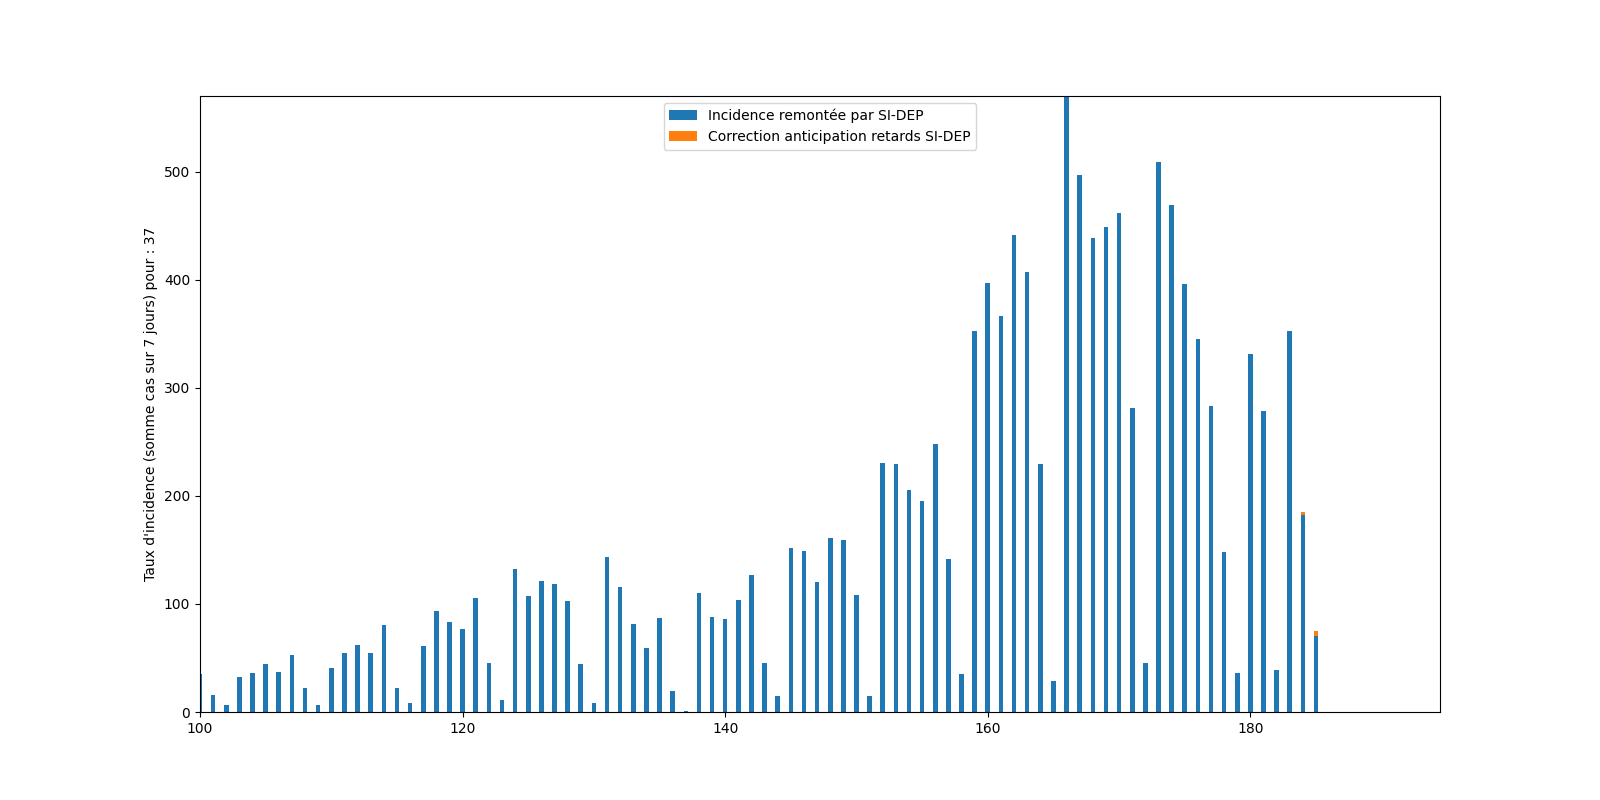 Incidence remontée par SI-DEP
Correction anticipation retards SI-DEP
Taux d'incidence (somme cas sur 7 jours) pour : 37
500
400
300
200
100
0
100 120 140 160 180